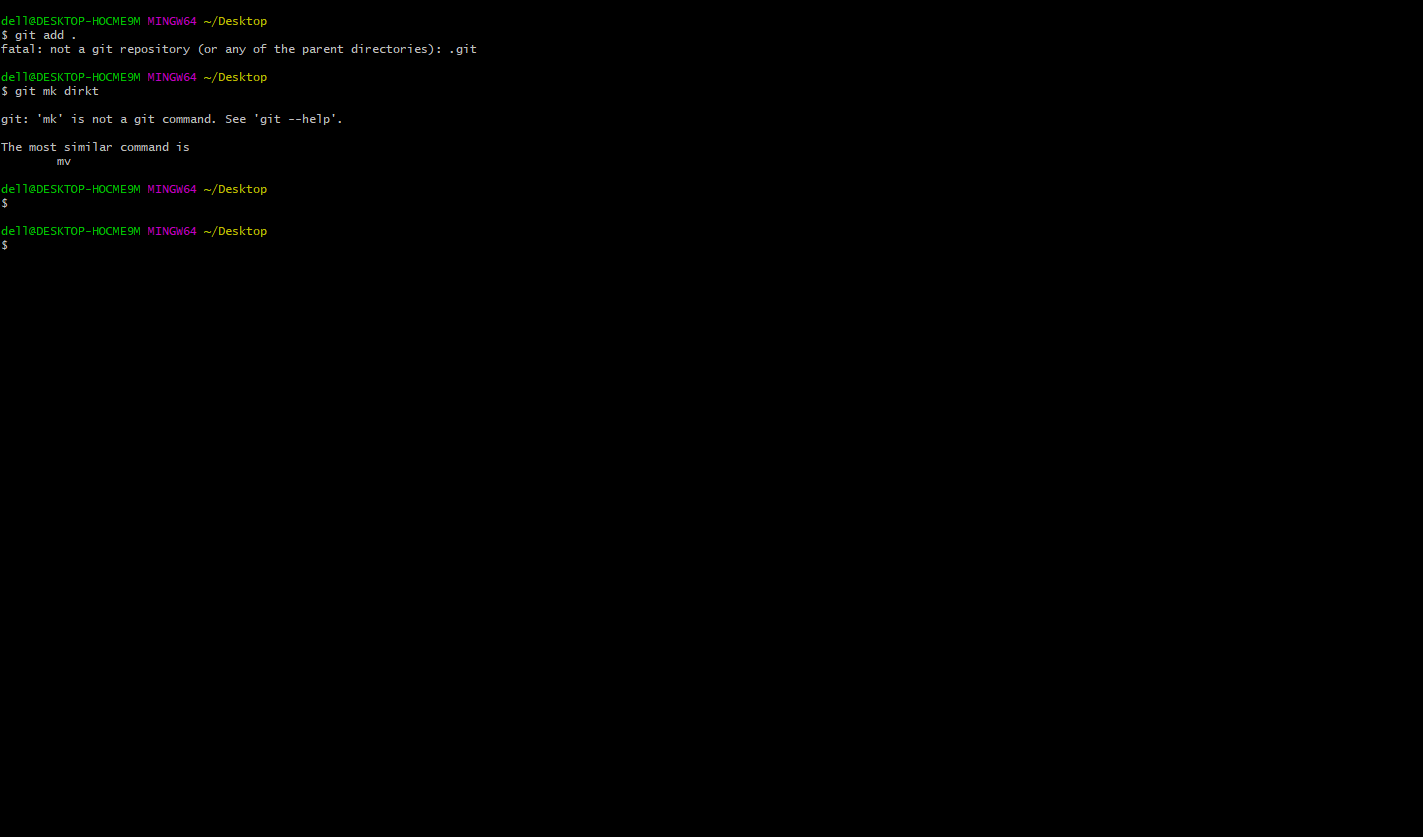 dell@DESKTOP-HOCME9M MINGW64 ~/Desktop
$ git add .
fatal: not a git repository (or any of the parent directories): .git
dell@DESKTOP-HOCME9M MINGW64 ~/Desktop
$ git mk dirkt
git: 'mk' is not a git command. See 'git --help'.
The most similar command is
mv
dell@DESKTOP-HOCME9M MINGW64 ~/Desktop
$
dell@DESKTOP-HOCME9M MINGW64 ~/Desktop
$